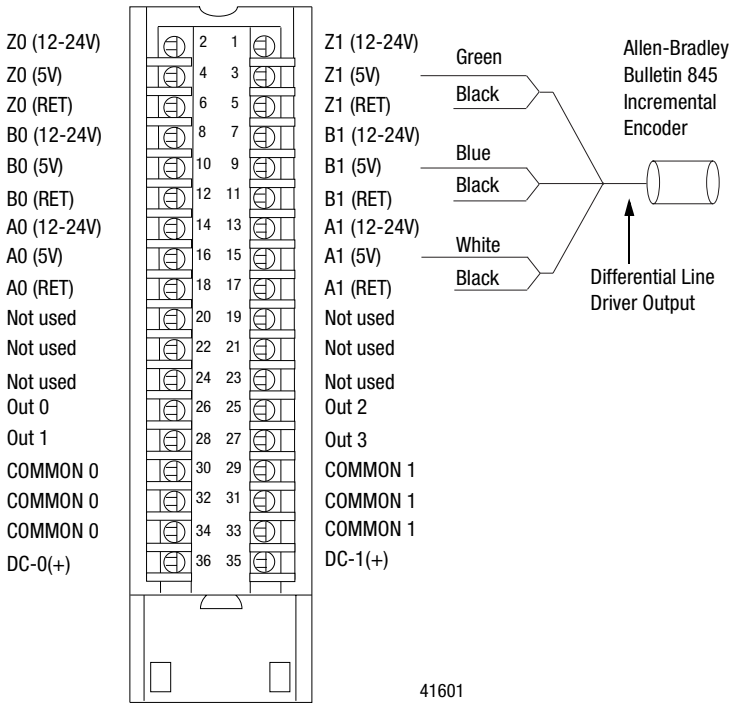 Z0 (12-24V) 2 1 Z1 (12-24V)
Z0 (5V) 4 3 Z1 (5V)
Z0 (RET) 6 5 Z1 (RET)
B0 (12-24V) 8 7 B1 (12-24V)
B0 (5V) 10 9 B1 (5V)
B0 (RET) 12 11 B1 (RET)
A0 (12-24V) 14 13 A1 (12-24V)
A0 (5V) 16 15 A1 (5V)
A0 (RET) 18 17 A1 (RET)
Not used 20 19 Not used
Not used 22 21 Not used
Not used 24 23 Not used
Out 0 26 25 Out 2
Out 1 28 27 Out 3
COMMON 0 30 29 COMMON 1
COMMON 0 32 31 COMMON 1
COMMON 0 34 33 COMMON 1
DC-0(+) 36 35 DC-1(+)
Green
Black
Blue
Black
White
Black
Allen-Bradley
Bulletin 845
Incremental
Encoder
Differential Line
Driver Output
41601